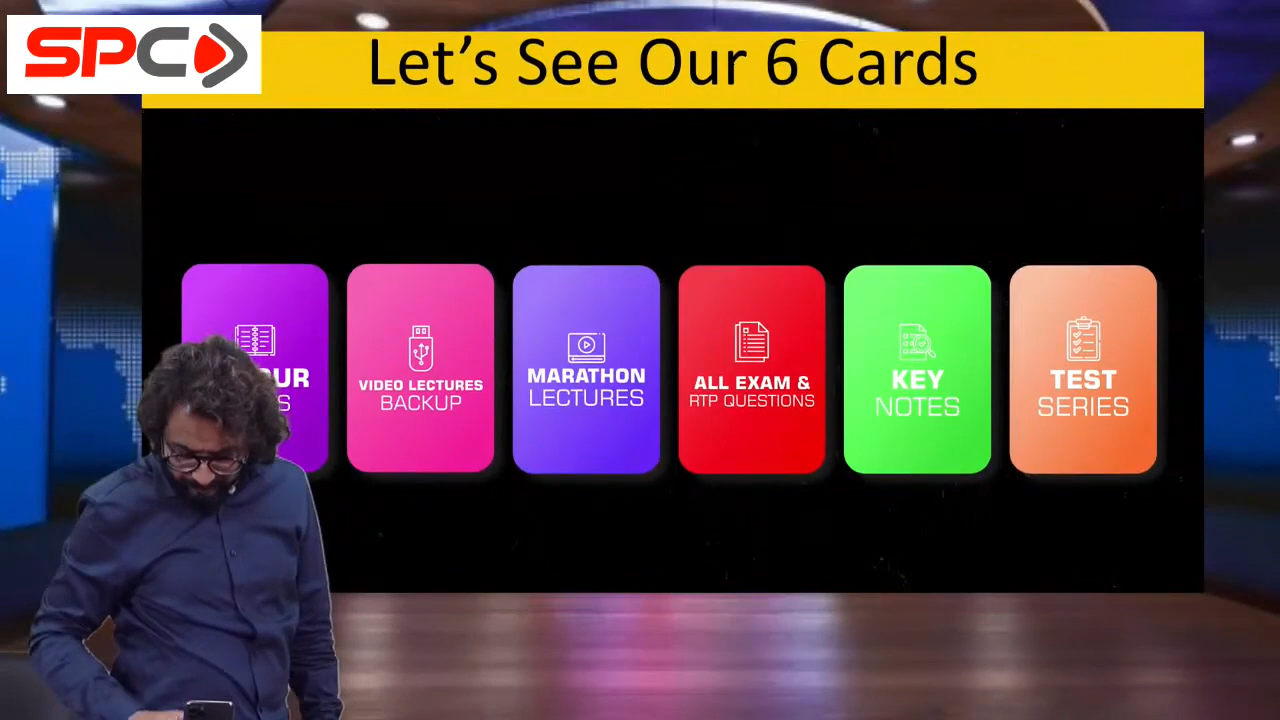 SPC
Let's See Our 6 Cards
VIDEO LECTURES
BACKUP
MARATHON
LECTURES
ALL EXAM &
RTP QUESTIONS
KEY
NOTES
TEST
SERIES